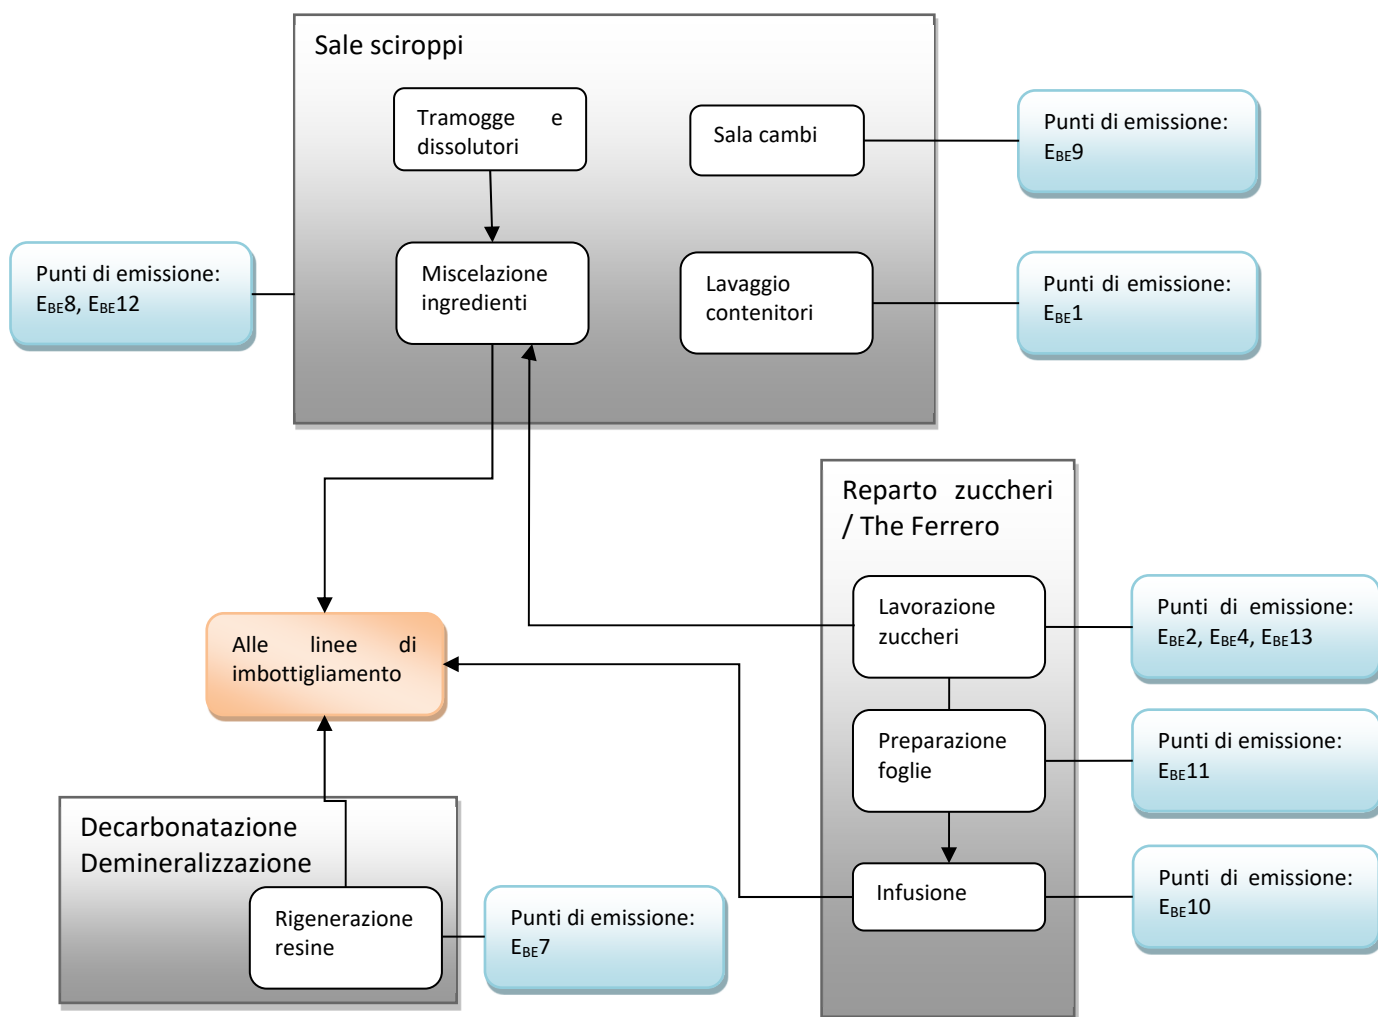 Sale sciroppi
Tramogge e
dissolutori
Sala cambi
Punti di emissione:
EBE9
Punti di emissione:
EBE8, EBE12
Miscelazione
ingredienti
Lavaggio
contenitori
Punti di emissione:
EBE1
Reparto zuccheri
/ The Ferrero
Lavorazione
zuccheri
Punti di emissione:
EBE2, EBE4, EBE13
Alle linee di
imbottigliamento
Preparazione
foglie
Punti di emissione:
EBE11
Decarbonatazione
Demineralizzazione
Infusione
Punti di emissione:
EBE10
Rigenerazione
resine
Punti di emissione:
EBE7